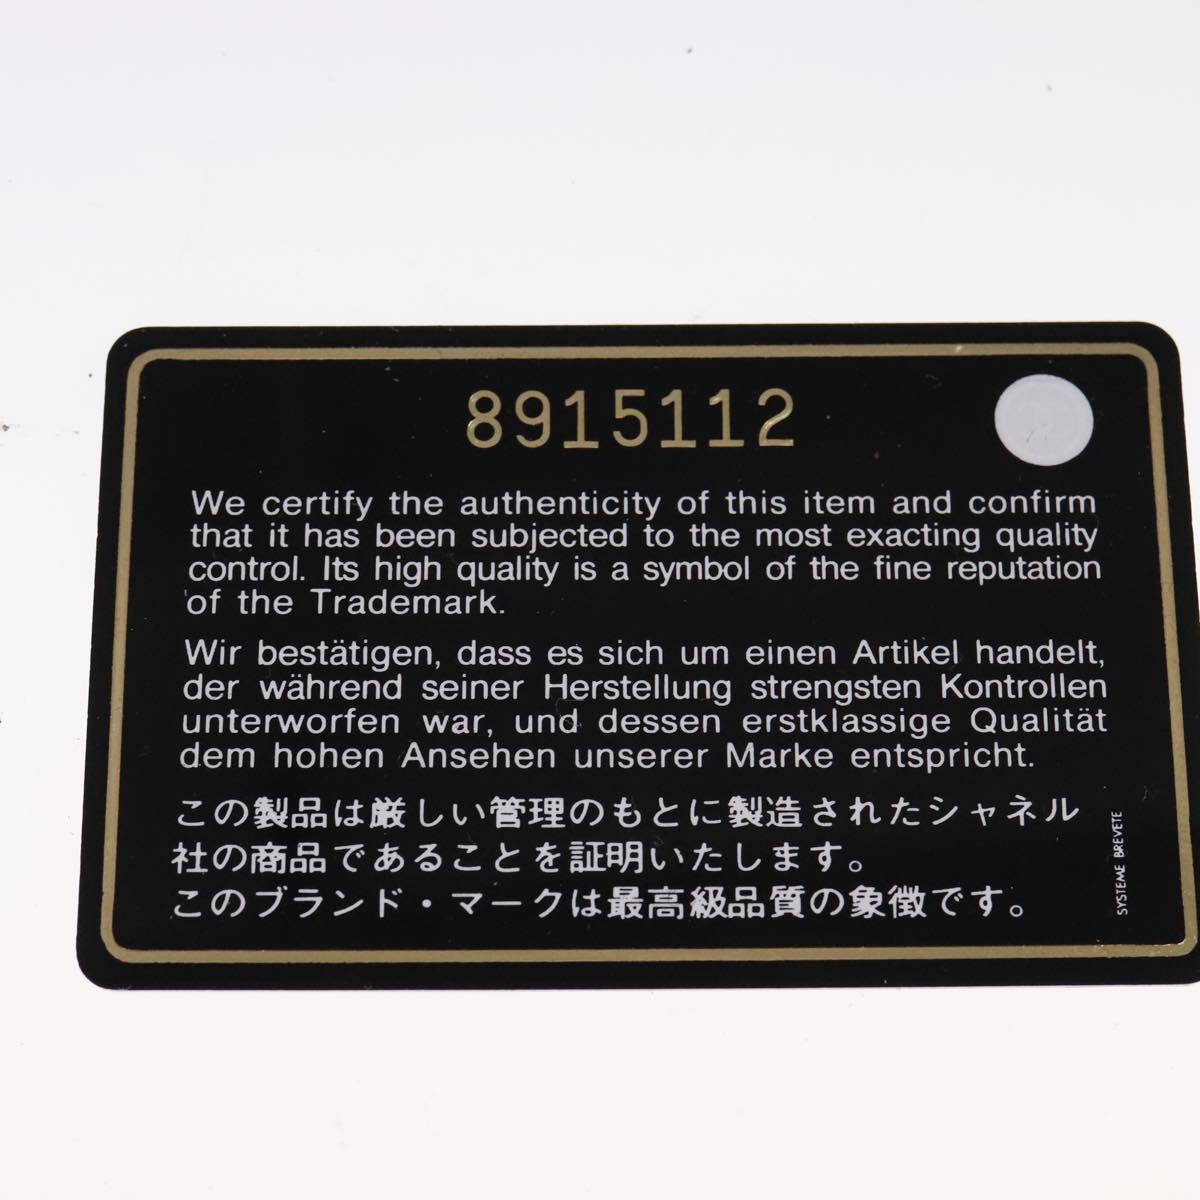 8915112
We certify the authenticity of this item and confirm
that it has been subjected to the most exacting quality
control. Its high quality is a symbol of the fine reputation
of the Trademark.
Wir bestätigen, dass es sich um einen Artikel handelt,
der während seiner Herstellung strengsten Kontrollen
unterworfen war, und dessen erstklassige Qualität
dem hohen Ansehen unserer Marke entspricht.
この製品は厳しい管理のもとに製造されたシャネル
社の商品であることを証明いたします。
このブランド・マークは最高級品質の象徴です。
SYSTEME BREVETE